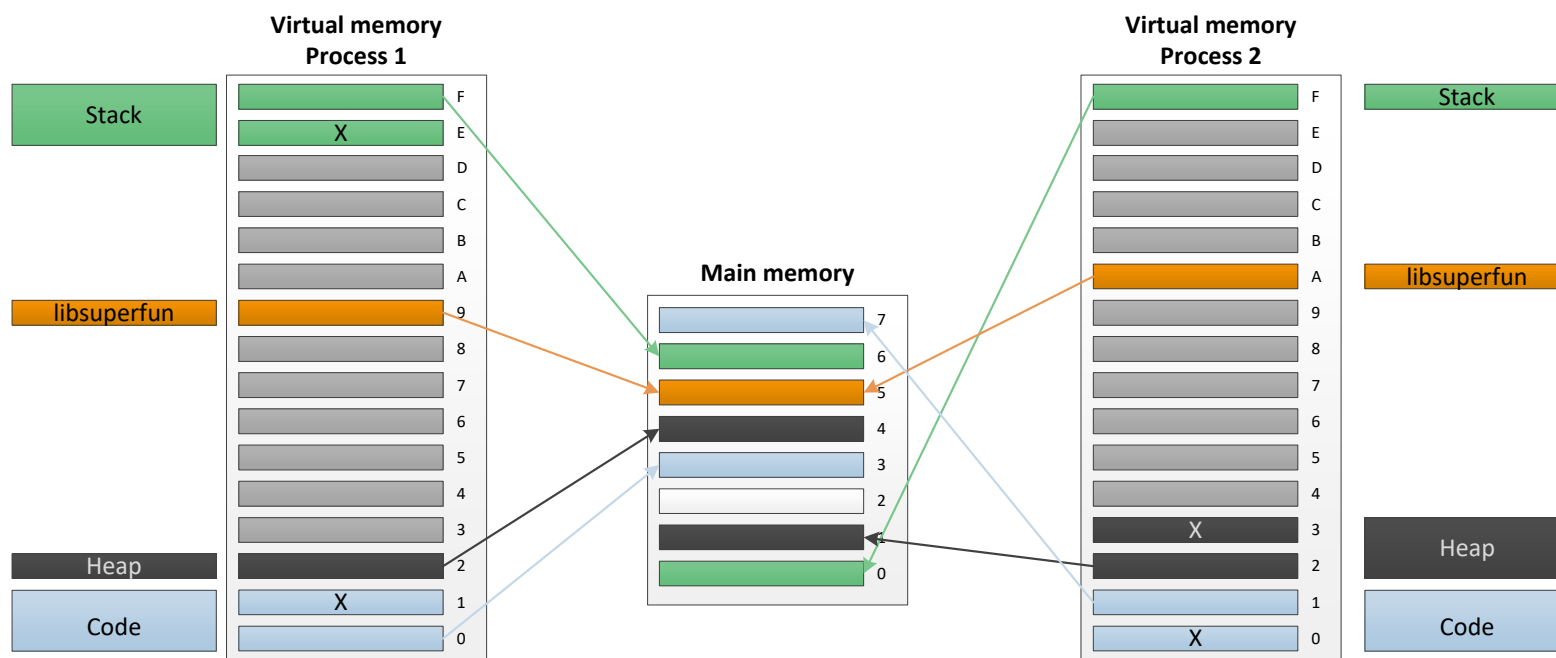 Virtual memory
Process 1
Virtual memory
Process 2
Stack
F
X E
D
C
B
A
libsuperfun
9
8
7
6
5
4
3
Heap
2
X 1
Code
0
Main memory
7
6
5
4
3
2
1
0
F
Stack
E
D
C
B
A
libsuperfun
9
8
7
6
5
4
X 3
Heap
2
1
Code
X 0